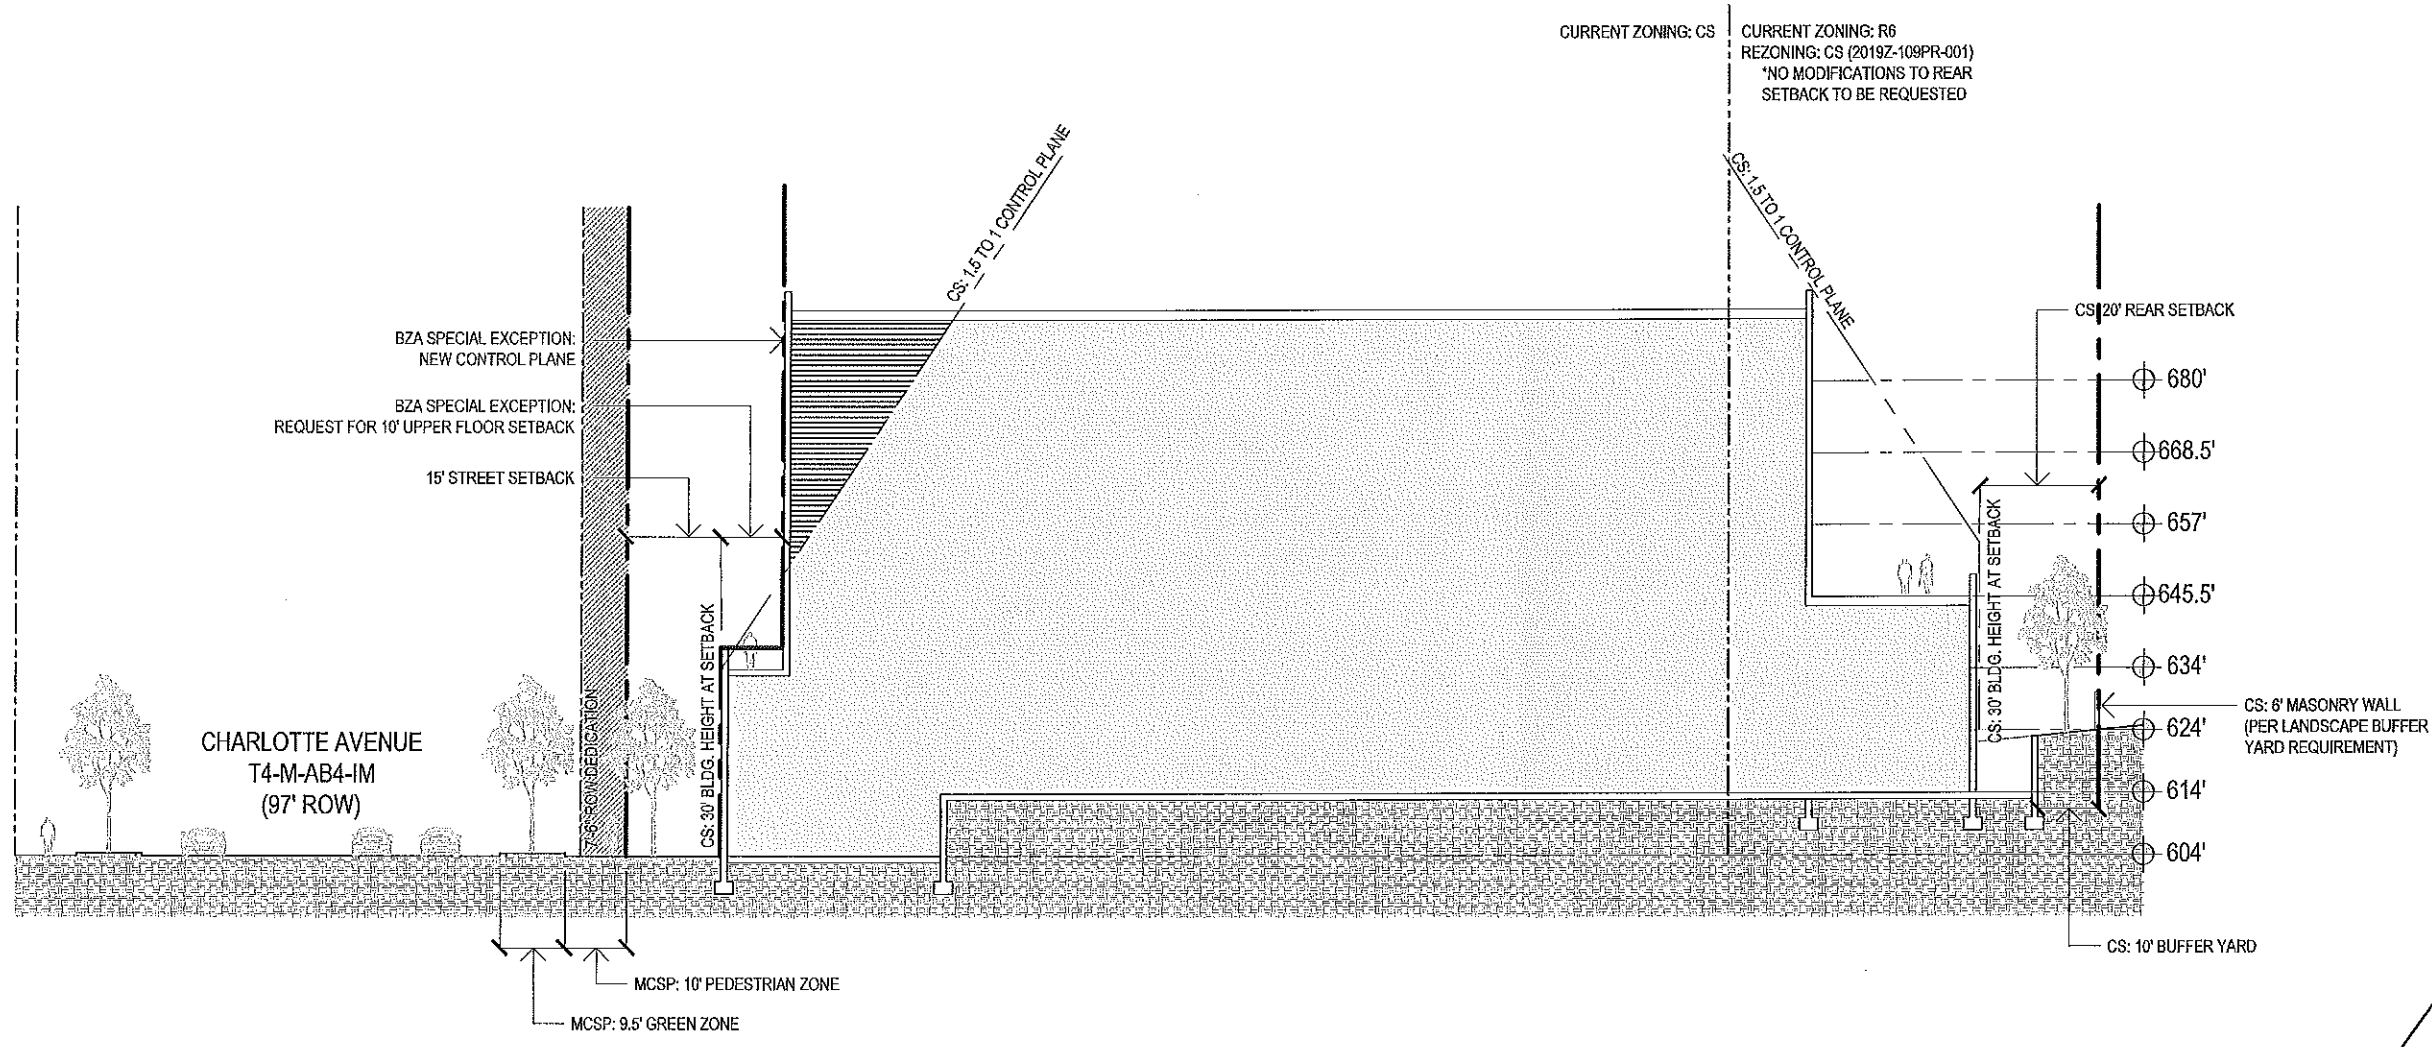 CURRENT ZONING: CS
CURRENT ZONING: R6
REZONING: CS (2019Z-109PR-001)
*NO MODIFICATIONS TO REAR
SETBACK TO BE REQUESTED
CS: 1.5 TO 1 CONTROL PLANE
CS: 1.5 TO 1 CONTROL PLANE
BZA SPECIAL EXCEPTION:
NEW CONTROL PLANE
BZA SPECIAL EXCEPTION:
REQUEST FOR 10' UPPER FLOOR SETBACK
15' STREET SETBACK
CS: 20' REAR SETBACK
680'
668.5'
657'
645.5'
634'
624'
614'
604'
CS: 30' BLDG. HEIGHT AT SETBACK
CS: 30' BLDG. HEIGHT AT SETBACK
7'-6" ROW DEDICATION
CHARLOTTE AVENUE
T4-M-AB4-IM
(97' ROW)
CS: 6' MASONRY WALL
(PER LANDSCAPE BUFFER
YARD REQUIREMENT)
CS: 10' BUFFER YARD
MCSP: 10' PEDESTRIAN ZONE
MCSP: 9.5' GREEN ZONE